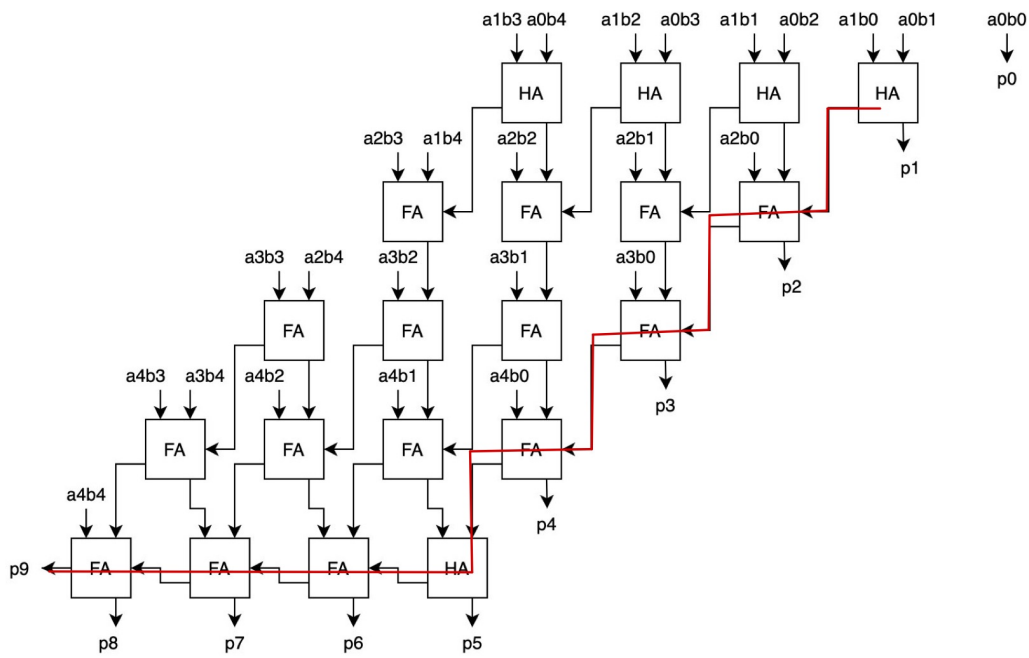 a1b3 a0b4 a1b2 a0b3 a1b1 a0b2 a1b0 a0b1 a0b0
p0
HA HA HA HA
a2b3 a1b4 a2b2 a2b1 a2b0
p1
FA FA FA FA
a3b3 a2b4 a3b2 a3b1 a3b0
p2
FA FA FA FA
a4b3 a3b4 a4b2 a4b1 a4b0
p3
FA FA FA FA
a4b4
p4
p9 FA FA FA HA
p8 p7 p6 p5